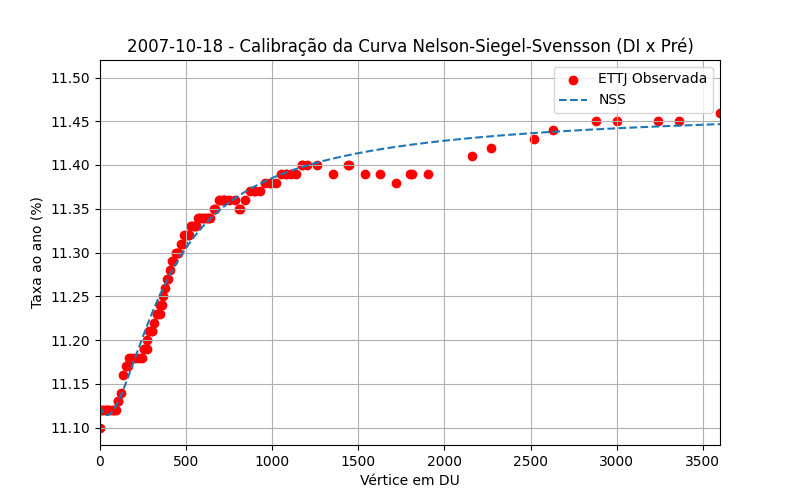 2007-10-18 - Calibração da Curva Nelson-Siegel-Svensson (DI x Pré)
ETTJ Observada
NSS
Taxa ao ano (%)
11.50
11.45
11.40
11.35
11.30
11.25
11.20
11.15
11.10
0 500 1000 1500 2000 2500 3000 3500
Vértice em DU